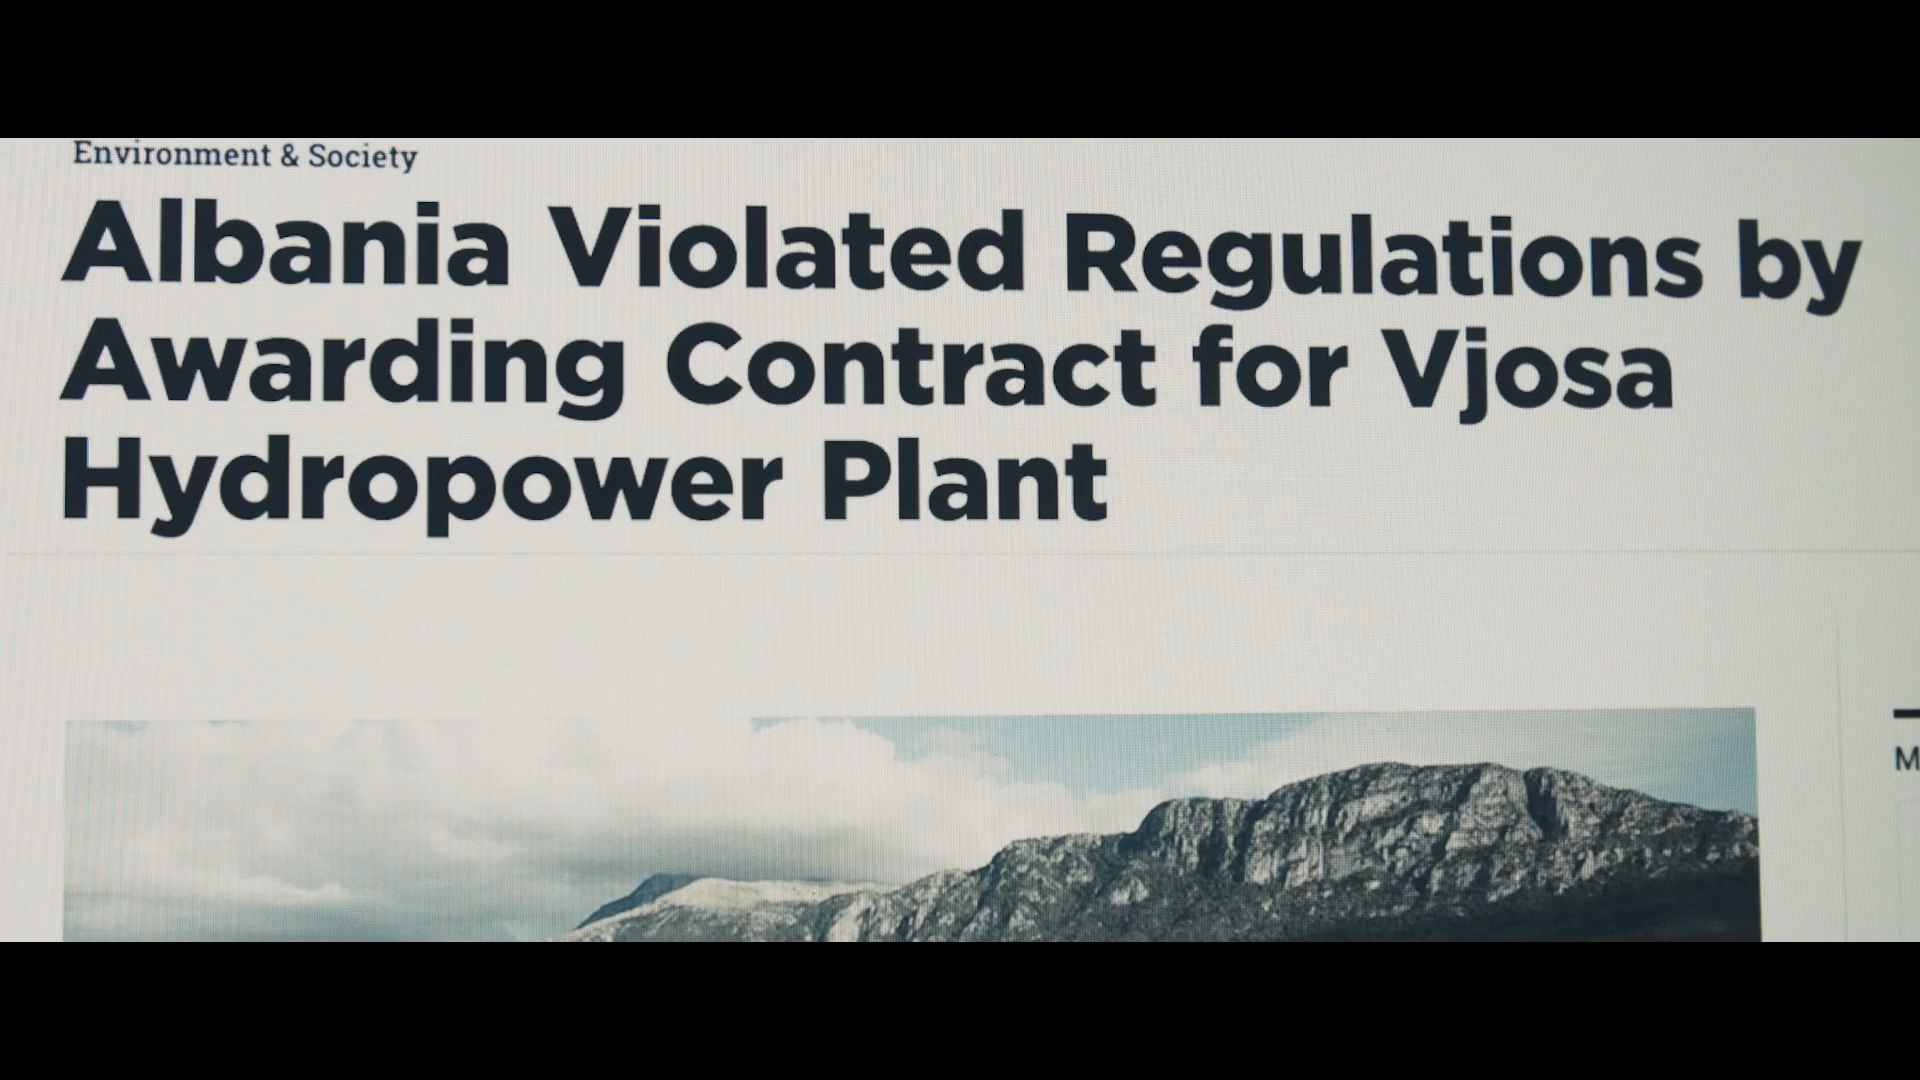 Environment & Society
Albania Violated Regulations by
Awarding Contract for Vjosa
Hydropower Plant